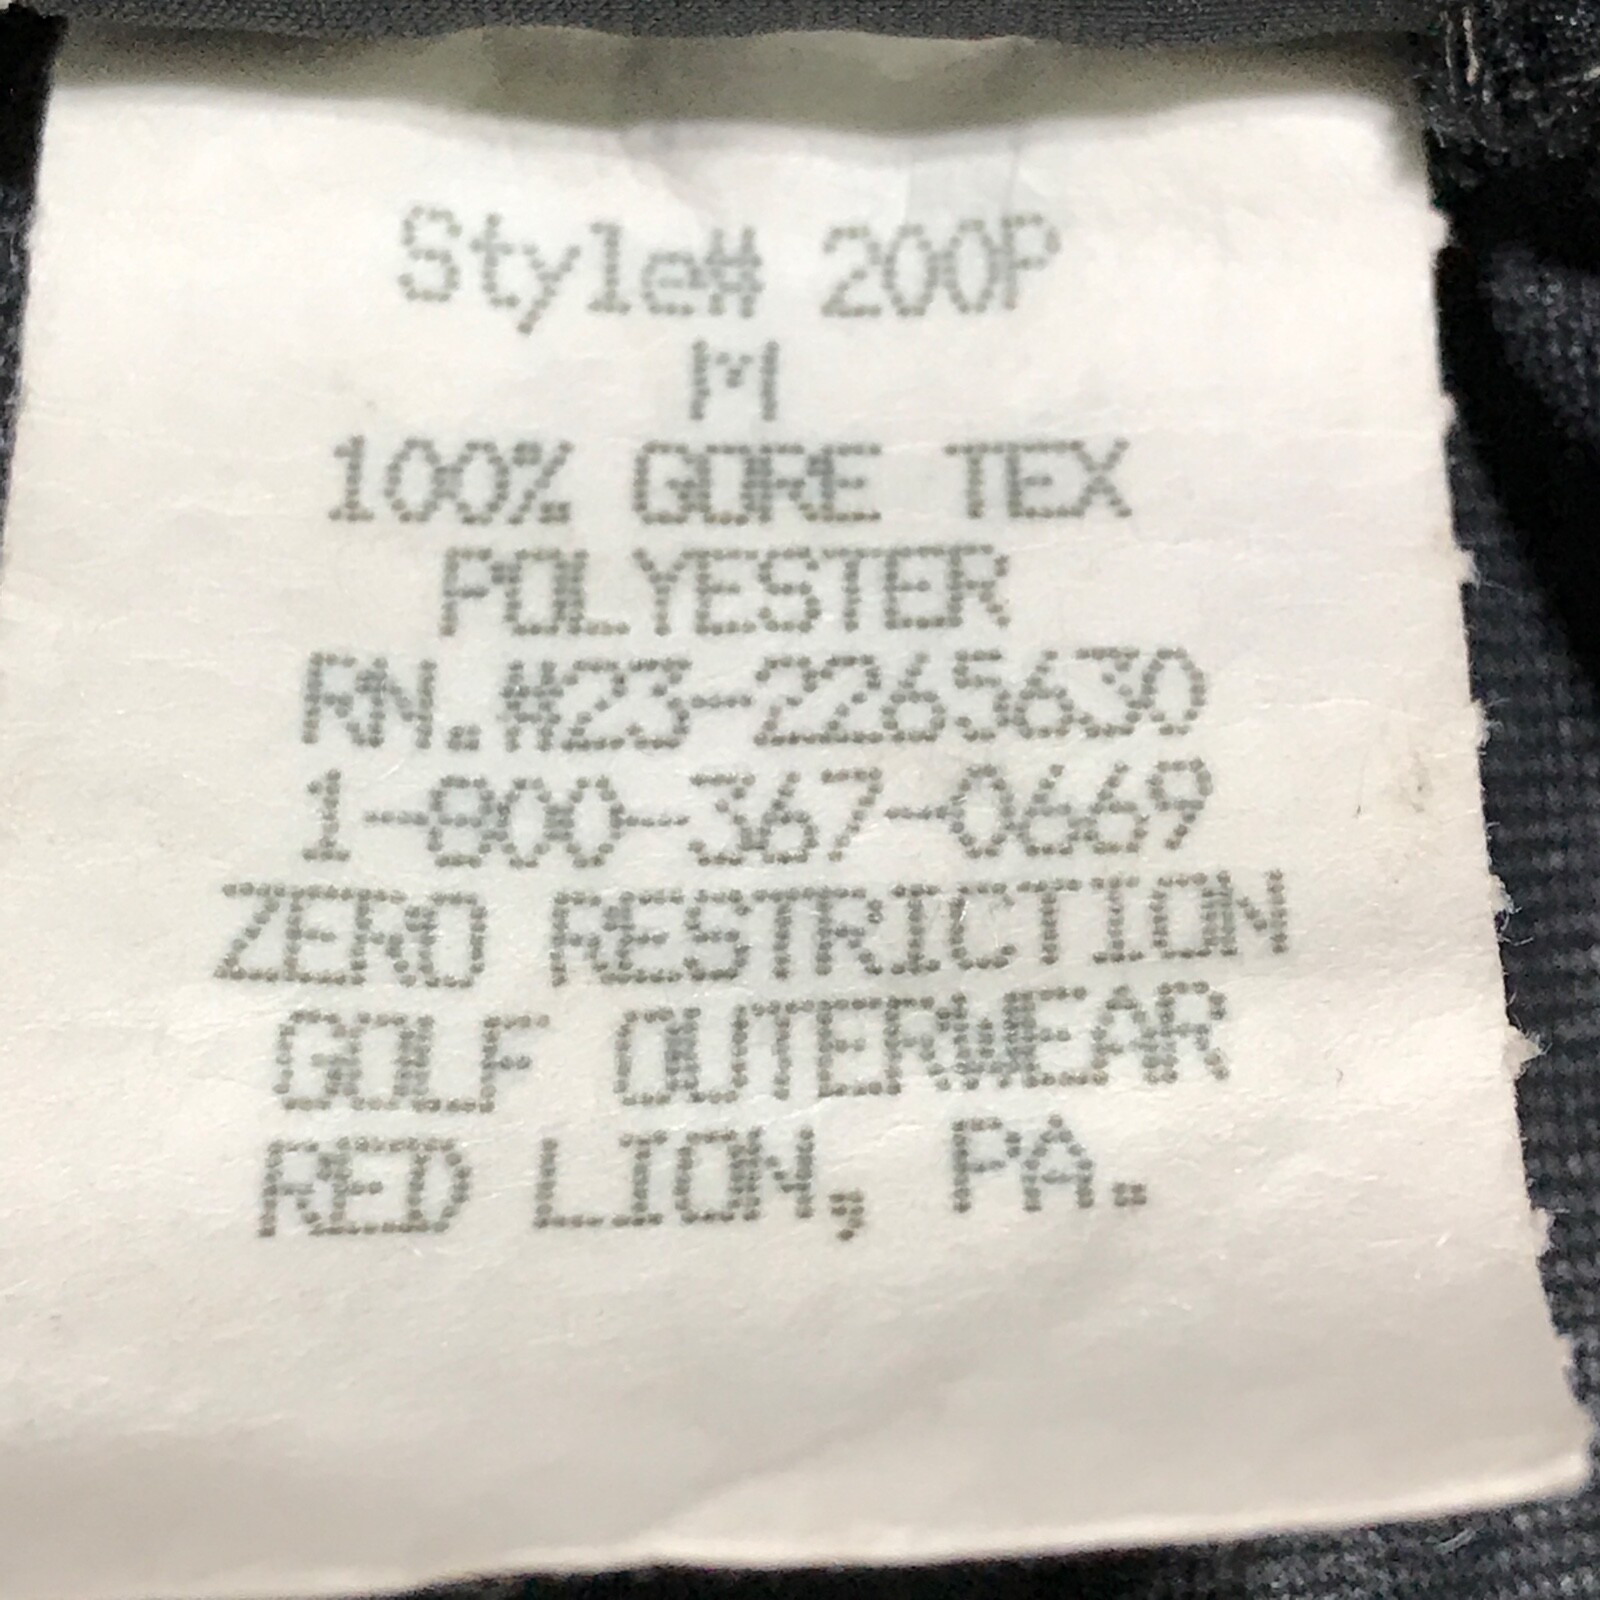 Style# 200P
M
100% GORE TEX
POLYESTER
RN.#23-2265630
1-800-367-0669
ZERO RESTRICTION
GOLF OUTERWEAR
RED LION, PA.